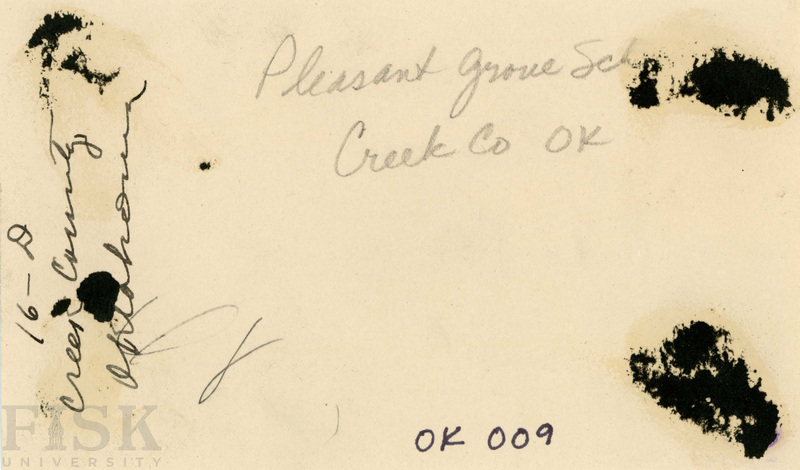 Pleasant Grove Sch
Creek Co OK
16-D
Creek County
Oklahoma
OK 009
FISK
UNIVERSITY